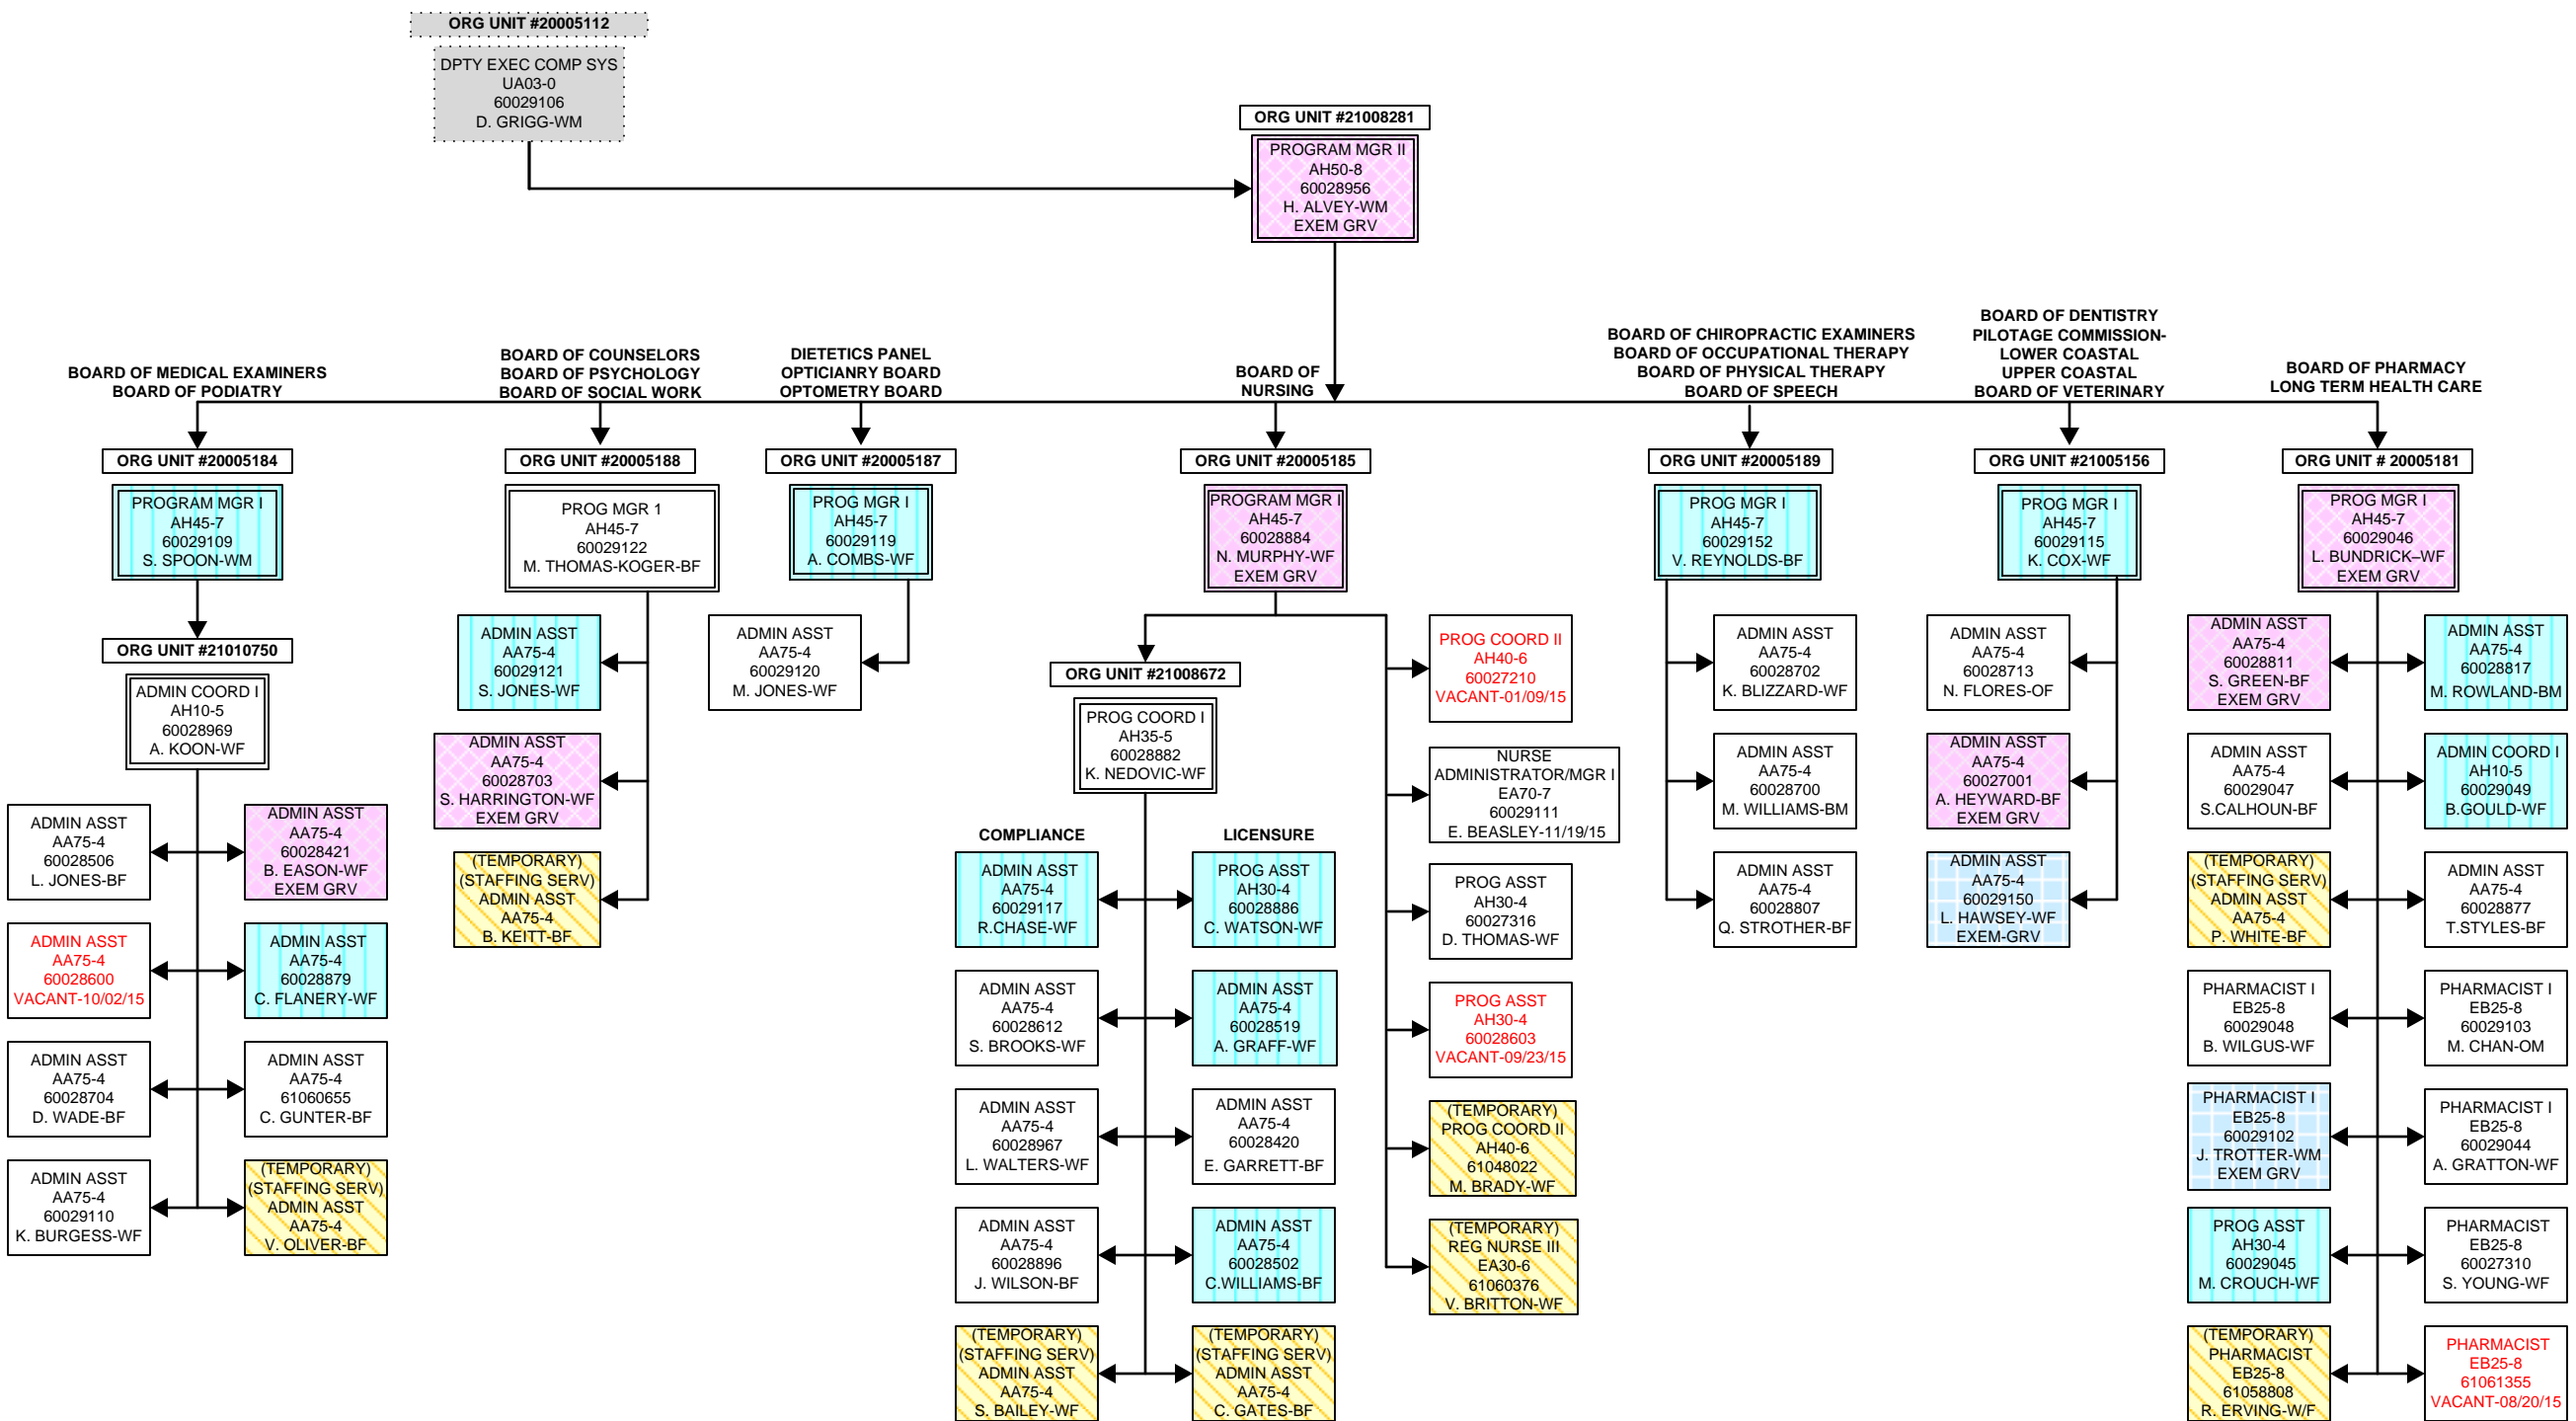 ORG UNIT #20005112
DPTY EXEC COMP SYS
UA03-0
60029106
D. GRIGG-WM
ORG UNIT #21008281
PROGRAM MGR II
AH50-8
60028956
H. ALVEY-WM
EXEM GRV
BOARD OF MEDICAL EXAMINERS
BOARD OF PODIATRY
ORG UNIT #20005184
PROGRAM MGR I
AH45-7
60029109
S. SPOON-WM
ORG UNIT #21010750
ADMIN COORD I
AH10-5
60028969
A. KOON-WF
ADMIN ASST
AA75-4
60028506
L. JONES-BF
ADMIN ASST
AA75-4
60028421
B. EASON-WF
EXEM GRV
ADMIN ASST
AA75-4
60028600
VACANT-10/02/15
ADMIN ASST
AA75-4
60028879
C. FLANERY-WF
ADMIN ASST
AA75-4
60028704
D. WADE-BF
ADMIN ASST
AA75-4
61060655
C. GUNTER-BF
ADMIN ASST
AA75-4
60029110
K. BURGESS-WF
(TEMPORARY)
(STAFFING SERV)
ADMIN ASST
AA75-4
V. OLIVER-BF
BOARD OF COUNSELORS
BOARD OF PSYCHOLOGY
BOARD OF SOCIAL WORK
ORG UNIT #20005188
PROG MGR 1
AH45-7
60029122
M. THOMAS-KOGER-BF
ADMIN ASST
AA75-4
60029121
S. JONES-WF
ADMIN ASST
AA75-4
60028703
S. HARRINGTON-WF
EXEM GRV
(TEMPORARY)
(STAFFING SERV)
ADMIN ASST
AA75-4
B. KEITT-BF
DIETETICS PANEL
OPTICIANRY BOARD
OPTOMETRY BOARD
ORG UNIT #20005187
PROG MGR I
AH45-7
60029119
A. COMBS-WF
ADMIN ASST
AA75-4
60029120
M. JONES-WF
BOARD OF
NURSING
ORG UNIT #20005185
PROGRAM MGR I
AH45-7
60028884
N. MURPHY-WF
EXEM GRV
ORG UNIT #21008672
PROG COORD I
AH35-5
60028882
K. NEDOVIC-WF
COMPLIANCE
LICENSURE
ADMIN ASST
AA75-4
60029117
R.CHASE-WF
PROG ASST
AH30-4
60028886
C. WATSON-WF
ADMIN ASST
AA75-4
60028612
S. BROOKS-WF
ADMIN ASST
AA75-4
60028519
A. GRAFF-WF
ADMIN ASST
AA75-4
60028967
L. WALTERS-WF
ADMIN ASST
AA75-4
60028420
E. GARRETT-BF
ADMIN ASST
AA75-4
60028896
J. WILSON-BF
ADMIN ASST
AA75-4
60028502
C.WILLIAMS-BF
(TEMPORARY)
(STAFFING SERV)
ADMIN ASST
AA75-4
S. BAILEY-WF
(TEMPORARY)
(STAFFING SERV)
ADMIN ASST
AA75-4
C. GATES-BF
PROG COORD II
AH40-6
60027210
VACANT-01/09/15
NURSE
ADMINISTRATOR/MGR I
EA70-7
60029111
E. BEASLEY-11/19/15
PROG ASST
AH30-4
60027316
D. THOMAS-WF
PROG ASST
AH30-4
60028603
VACANT-09/23/15
(TEMPORARY)
PROG COORD II
AH40-6
61048022
M. BRADY-WF
(TEMPORARY)
REG NURSE III
EA30-6
61060376
V. BRITTON-WF
BOARD OF CHIROPRACTIC EXAMINERS
BOARD OF OCCUPATIONAL THERAPY
BOARD OF PHYSICAL THERAPY
BOARD OF SPEECH
ORG UNIT #20005189
PROG MGR I
AH45-7
60029152
V. REYNOLDS-BF
ADMIN ASST
AA75-4
60028702
K. BLIZZARD-WF
ADMIN ASST
AA75-4
60028700
M. WILLIAMS-BM
ADMIN ASST
AA75-4
60028807
Q. STROTHER-BF
BOARD OF DENTISTRY
PILOTAGE COMMISSION-
LOWER COASTAL
UPPER COASTAL
BOARD OF VETERINARY
ORG UNIT #21005156
PROG MGR I
AH45-7
60029115
K. COX-WF
ADMIN ASST
AA75-4
60028713
N. FLORES-OF
ADMIN ASST
AA75-4
60027001
A. HEYWARD-BF
EXEM GRV
ADMIN ASST
AA75-4
60029150
L. HAWSEY-WF
EXEM-GRV
BOARD OF PHARMACY
LONG TERM HEALTH CARE
ORG UNIT # 20005181
PROG MGR I
AH45-7
60029046
L. BUNDRICK–WF
EXEM GRV
ADMIN ASST
AA75-4
60028811
S. GREEN-BF
EXEM GRV
ADMIN ASST
AA75-4
60028817
M. ROWLAND-BM
ADMIN ASST
AA75-4
60029047
S.CALHOUN-BF
ADMIN COORD I
AH10-5
60029049
B.GOULD-WF
(TEMPORARY)
(STAFFING SERV)
ADMIN ASST
AA75-4
P. WHITE-BF
ADMIN ASST
AA75-4
60028877
T.STYLES-BF
PHARMACIST I
EB25-8
60029048
B. WILGUS-WF
PHARMACIST I
EB25-8
60029103
M. CHAN-OM
PHARMACIST I
EB25-8
60029102
J. TROTTER-WM
EXEM GRV
PHARMACIST I
EB25-8
60029044
A. GRATTON-WF
PROG ASST
AH30-4
60029045
M. CROUCH-WF
PHARMACIST
EB25-8
60027310
S. YOUNG-WF
(TEMPORARY)
PHARMACIST
EB25-8
61058808
R. ERVING-W/F
PHARMACIST
EB25-8
61061355
VACANT-08/20/15